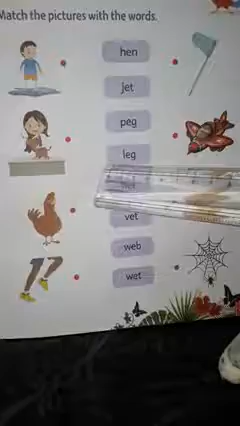 Match the pictures with the words.
hen
jet
peg
leg
vet
web
wet